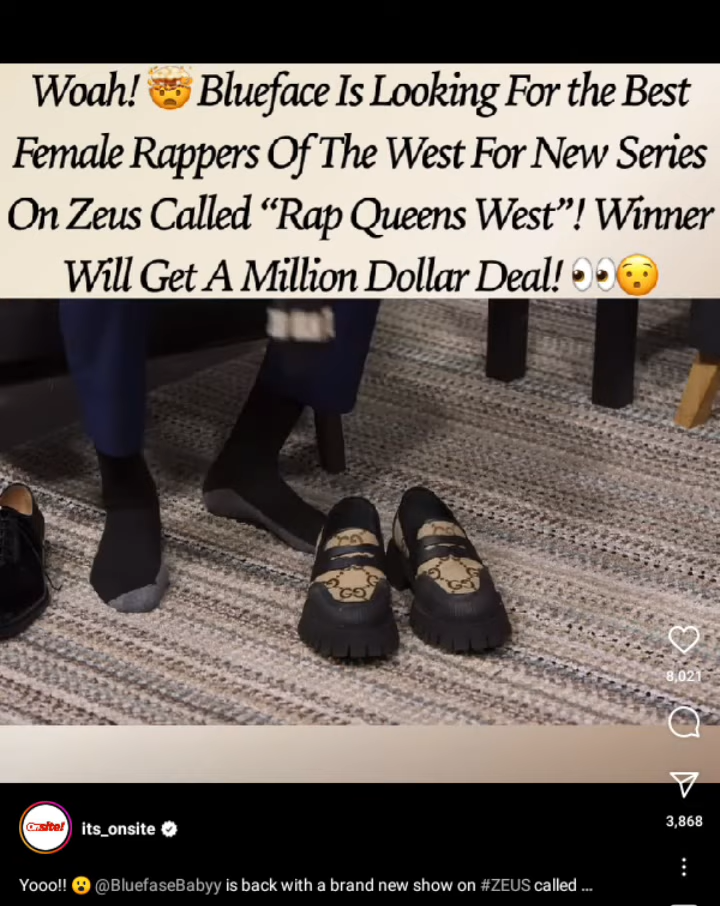 Woah! 🤯 Blueface Is Looking For the Best
Female Rappers Of The West For New Series
On Zeus Called “Rap Queens West”! Winner
Will Get A Million Dollar Deal! 👀😯
8,021
3,868
Onsite!
its_onsite
Yooo!! 😮 @BluefaseBabyy is back with a brand new show on #ZEUS called ...